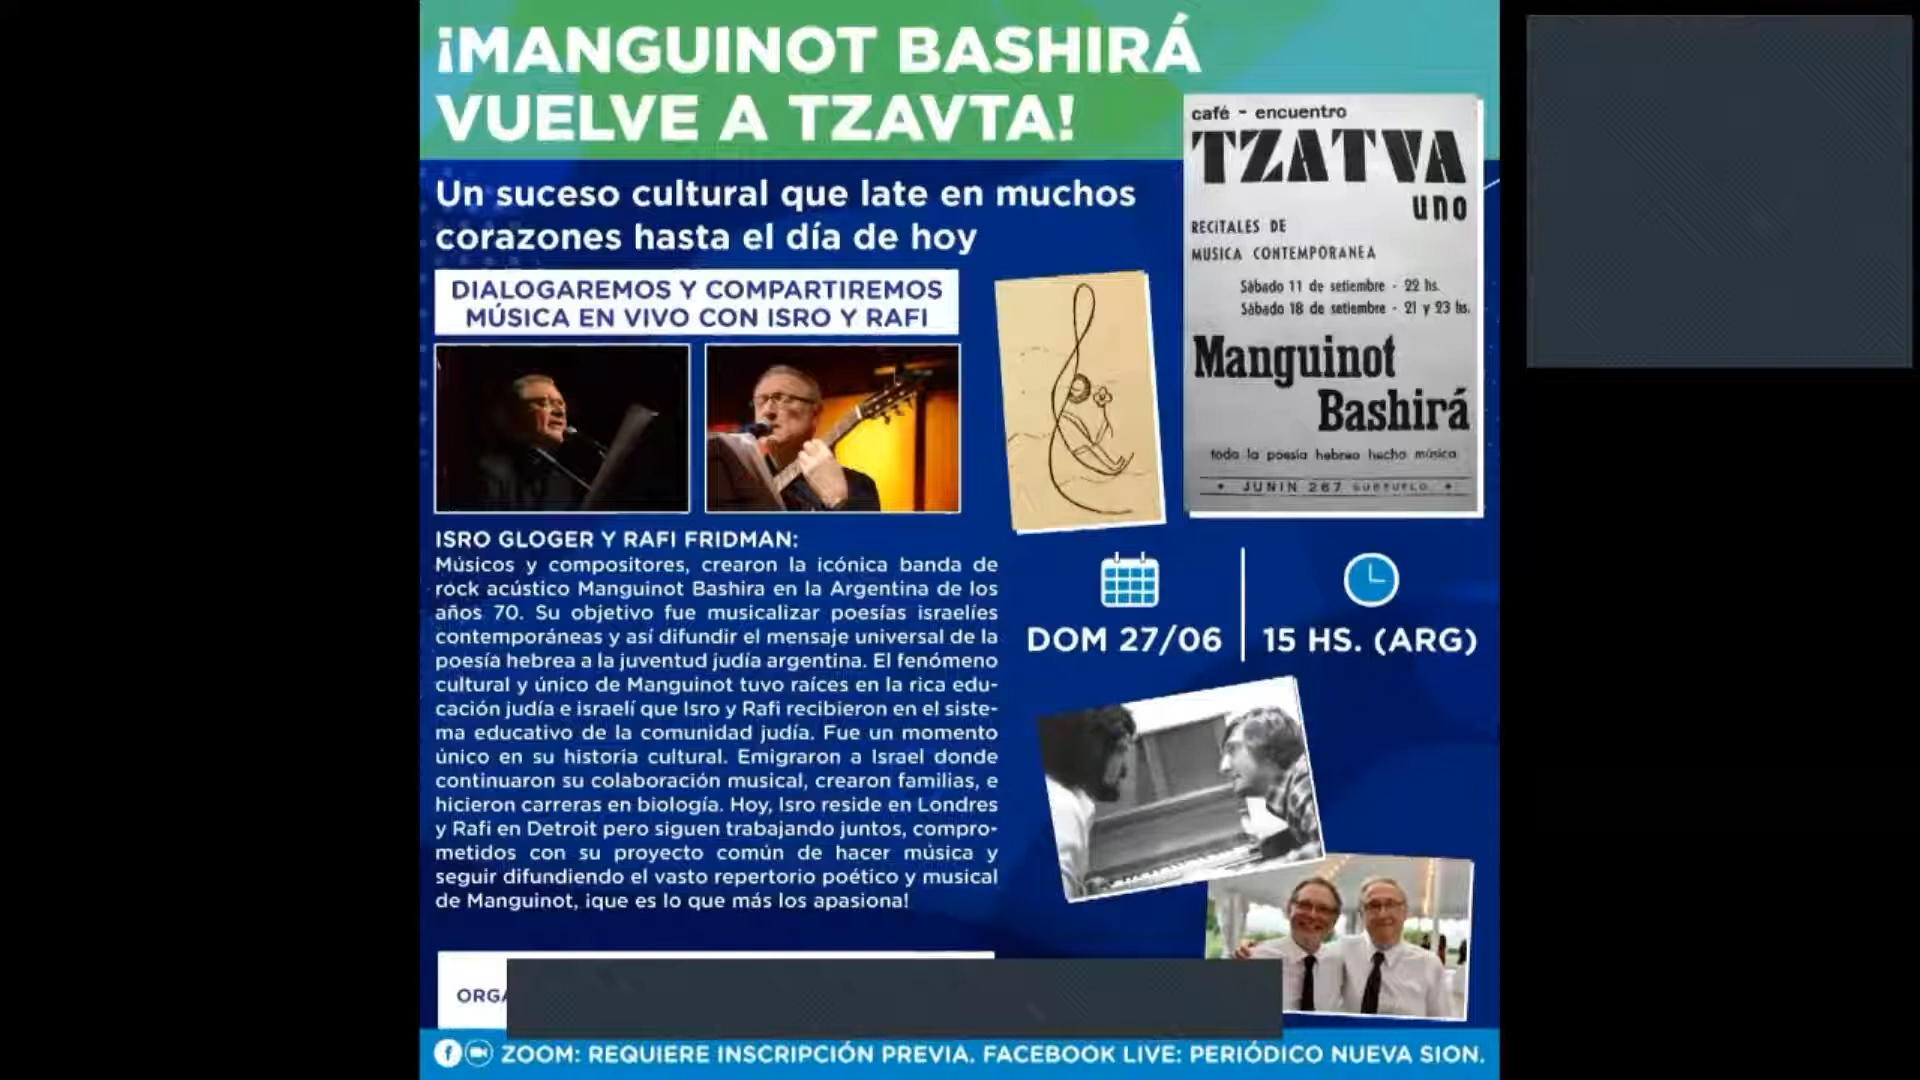 ¡MANGUINOT BASHIRÁ
VUELVE A TZAVTA!
Un suceso cultural que late en muchos
corazones hasta el día de hoy
DIALOGAREMOS Y COMPARTIREMOS
MÚSICA EN VIVO CON ISRO Y RAFI
café - encuentro
TZATVA
uno
RECITALES DE
MUSICA CONTEMPORANEA
Sábado 11 de setiembre - 22 hs.
Sábado 18 de setiembre - 21 y 23 hs.
Manguinot
Bashirá
toda la poesía hebrea hecha música
• JUNIN 267 SUBSUELO •
ISRO GLOGER Y RAFI FRIDMAN:
Músicos y compositores, crearon la icónica banda de
rock acústico Manguinot Bashira en la Argentina de los
años 70. Su objetivo fue musicalizar poesías israelíes
contemporáneas y así difundir el mensaje universal de la
poesía hebrea a la juventud judía argentina. El fenómeno
cultural y único de Manguinot tuvo raíces en la rica edu-
cación judía e israelí que Isro y Rafi recibieron en el siste-
ma educativo de la comunidad judía. Fue un momento
único en su historia cultural. Emigraron a Israel donde
continuaron su colaboración musical, crearon familias, e
hicieron carreras en biología. Hoy, Isro reside en Londres
y Rafi en Detroit pero siguen trabajando juntos, compro-
metidos con su proyecto común de hacer música y
seguir difundiendo el vasto repertorio poético y musical
de Manguinot, ¡que es lo que más los apasiona!
DOM 27/06
15 HS. (ARG)
ZOOM: REQUIERE INSCRIPCIÓN PREVIA. FACEBOOK LIVE: PERIÓDICO NUEVA SION.